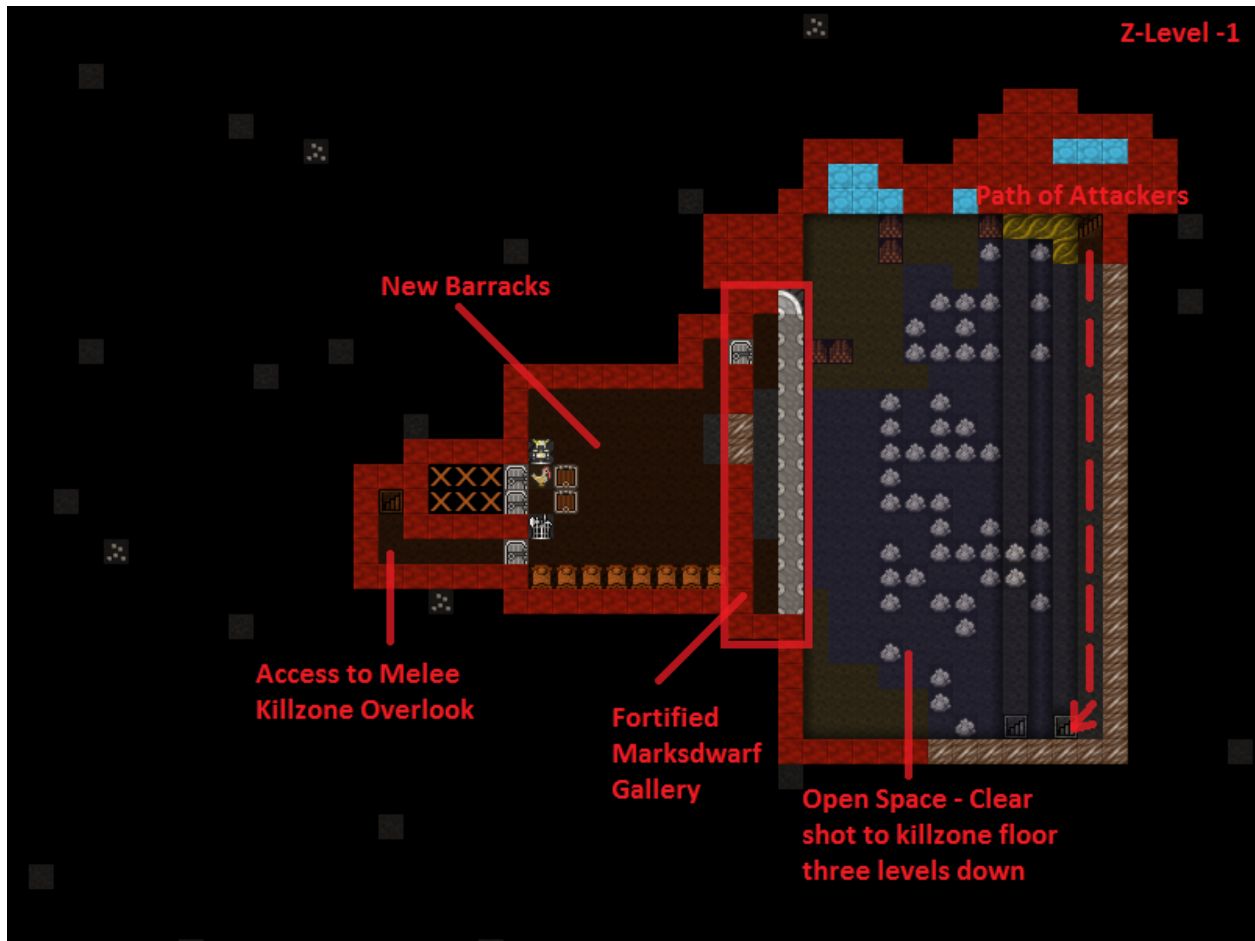 Z-Level -1
Path of Attackers
New Barracks
Access to Melee
Killzone Overlook
Fortified
Marksdwarf
Gallery
Open Space - Clear
shot to killzone floor
three levels down